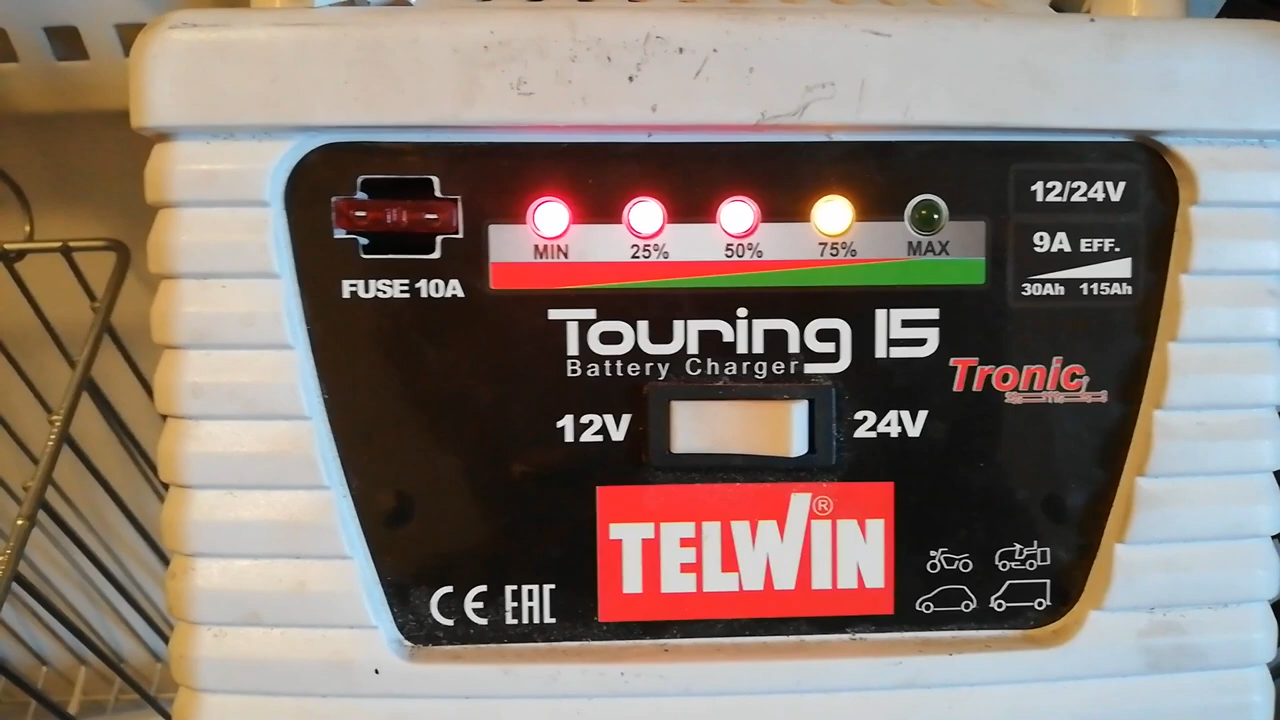 FUSE 10A
MIN 25% 50% 75% MAX
12/24V
9A EFF.
30Ah 115Ah
Touring 15
Battery Charger
Tronic
12V 24V
TELWIN®
CE EAC